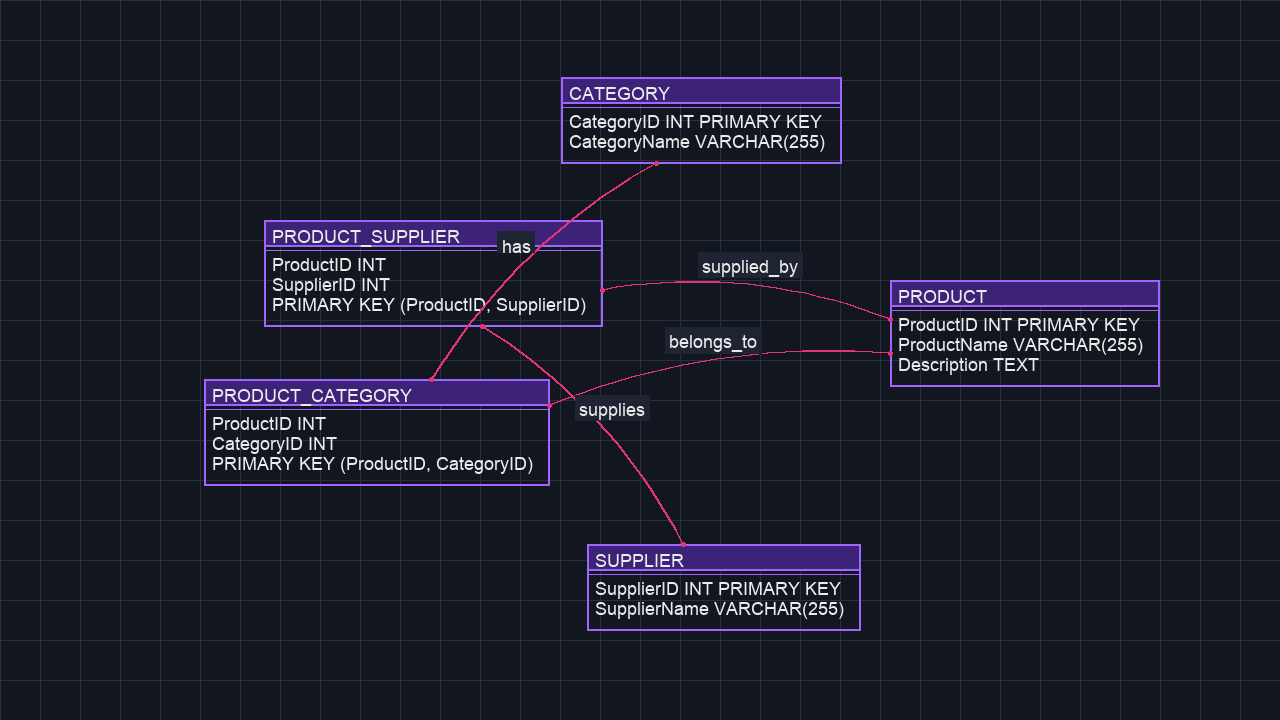 CATEGORY
CategoryID INT PRIMARY KEY
CategoryName VARCHAR(255)
PRODUCT_SUPPLIER
ProductID INT
SupplierID INT
PRIMARY KEY (ProductID, SupplierID)
has
supplied_by
PRODUCT
ProductID INT PRIMARY KEY
ProductName VARCHAR(255)
Description TEXT
belongs_to
PRODUCT_CATEGORY
ProductID INT
CategoryID INT
PRIMARY KEY (ProductID, CategoryID)
supplies
SUPPLIER
SupplierID INT PRIMARY KEY
SupplierName VARCHAR(255)